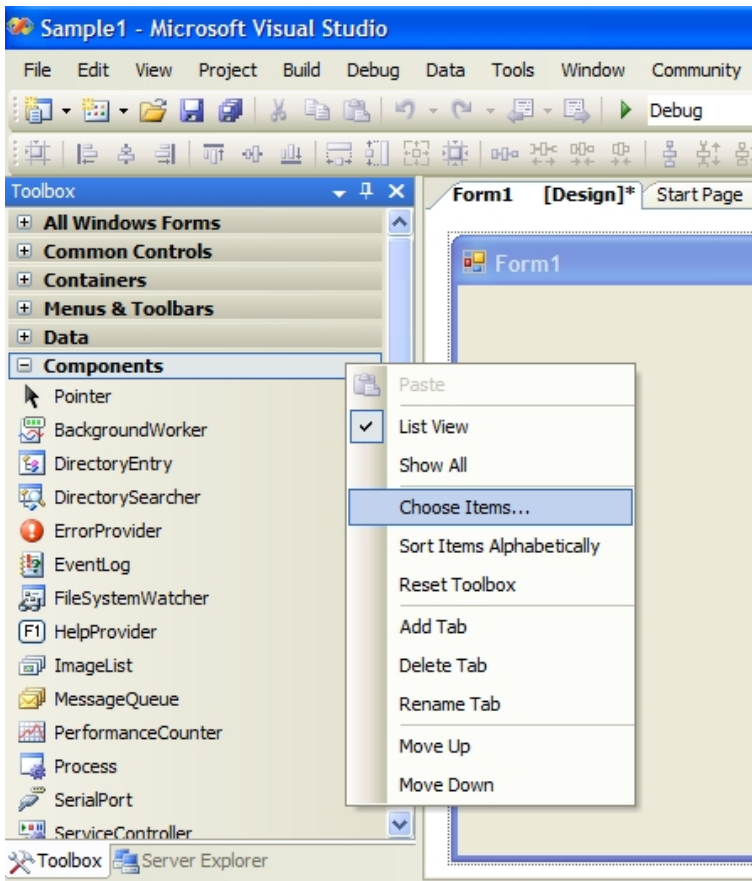 Sample1 - Microsoft Visual Studio
File Edit View Project Build Debug Data Tools Window Community
Debug
Toolbox
Form1 [Design]* Start Page
All Windows Forms
Common Controls
Containers
Menus & Toolbars
Data
Components
Pointer
BackgroundWorker
DirectoryEntry
DirectorySearcher
ErrorProvider
EventLog
FileSystemWatcher
F1 HelpProvider
ImageList
MessageQueue
PerformanceCounter
Process
SerialPort
ServiceController
Toolbox Server Explorer
Form1
Paste
List View
Show All
Choose Items...
Sort Items Alphabetically
Reset Toolbox
Add Tab
Delete Tab
Rename Tab
Move Up
Move Down